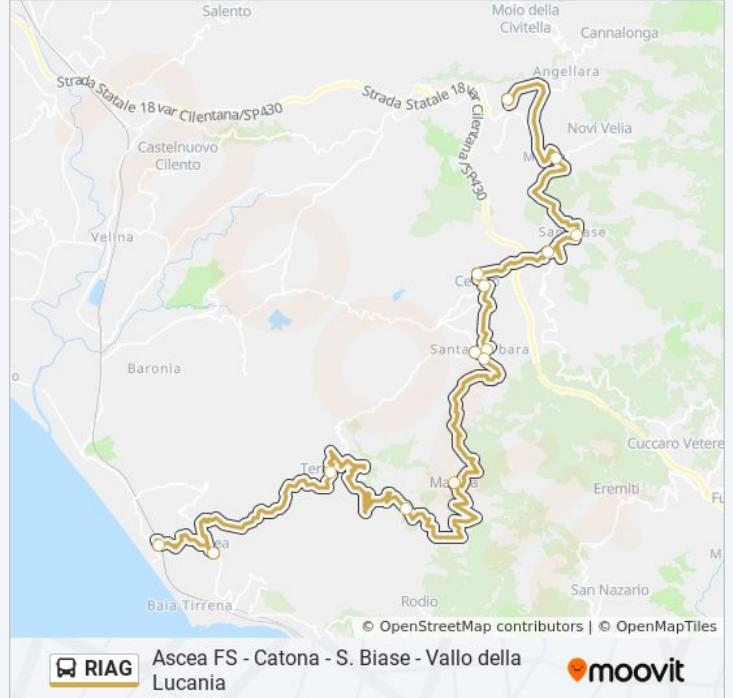 Salento
Moio della
Civitella
Cannalonga
Angellara
Strada Statale 18 var Cilentana/SP430
Strada Statale 18 var Cilentana/SP430
Castelnuovo
Cilento
Novi Velia
Velina
Baronia
Cuccaro Vetere
Eremiti
San Nazario
Baia Tirrena
Rodio
© OpenStreetMap contributors | © OpenMapTiles
RIAG
Ascea FS - Catona - S. Biase - Vallo della
Lucania
moovit